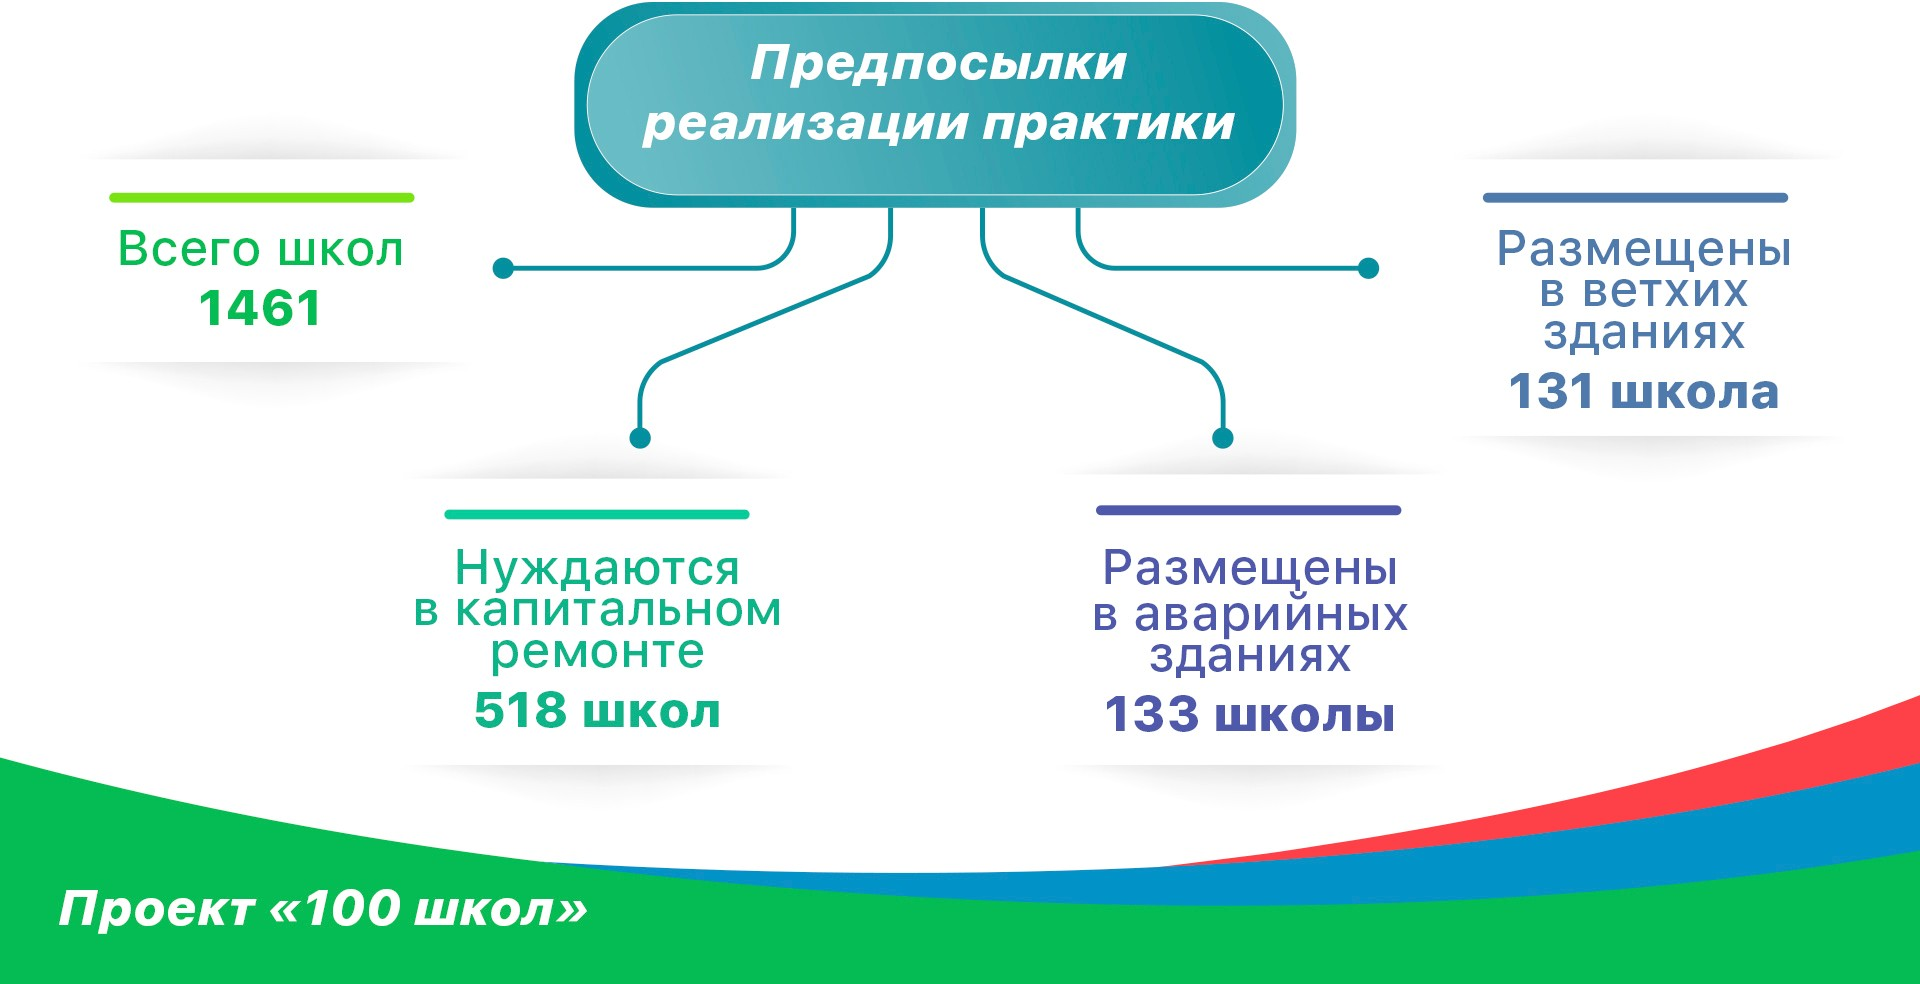 Предпосылки
реализации практики
Всего школ
1461
Нуждаются
в капитальном
ремонте
518 школ
Размещены
в аварийных
зданиях
133 школы
Размещены
в ветхих
зданиях
131 школа
Проект «100 школ»